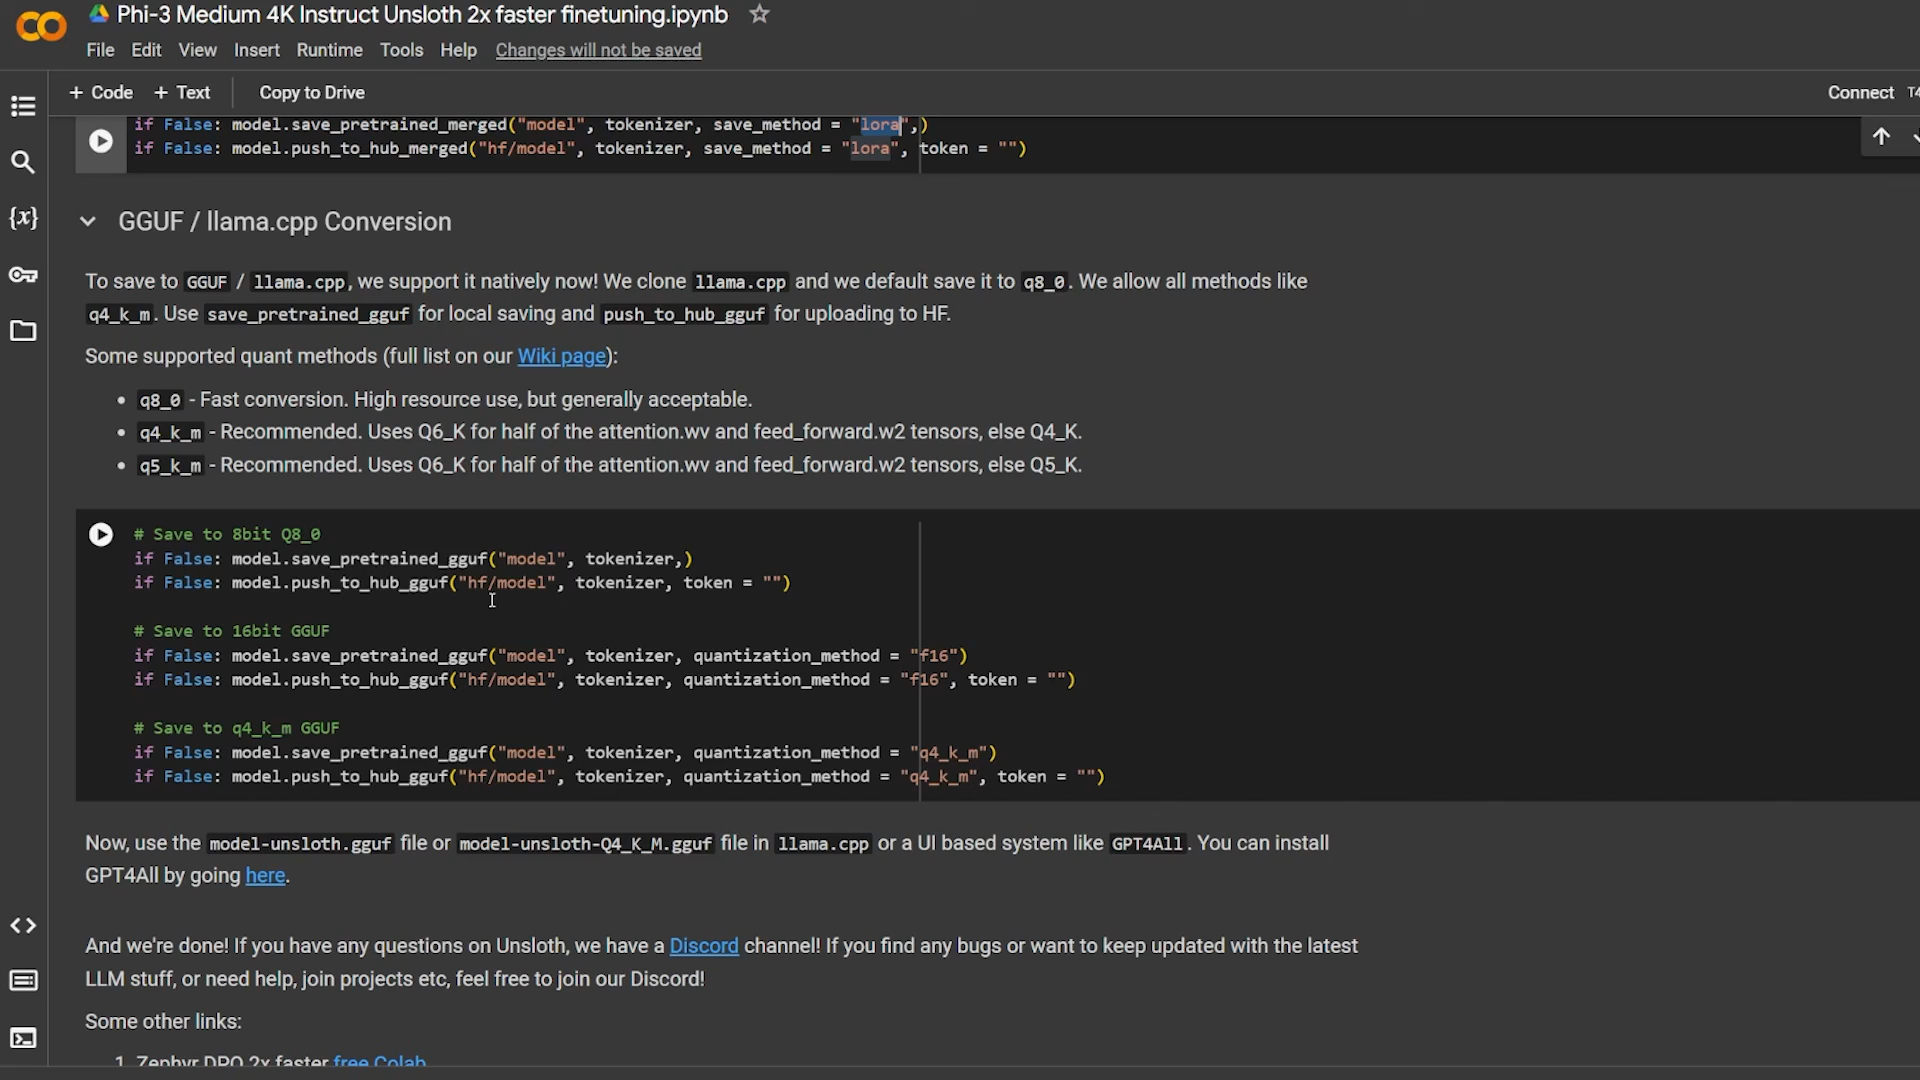 Phi-3 Medium 4K Instruct Unsloth 2x faster finetuning.ipynb
File Edit View Insert Runtime Tools Help Changes will not be saved
+ Code + Text Copy to Drive Connect T4
if False: model.save_pretrained_merged("model", tokenizer, save_method = "lora",)
if False: model.push_to_hub_merged("hf/model", tokenizer, save_method = "lora", token = "")
{x} GGUF / llama.cpp Conversion
To save to GGUF / llama.cpp, we support it natively now! We clone llama.cpp and we default save it to q8_0. We allow all methods like
q4_k_m. Use save_pretrained_gguf for local saving and push_to_hub_gguf for uploading to HF.
Some supported quant methods (full list on our Wiki page):
• q8_0 - Fast conversion. High resource use, but generally acceptable.
• q4_k_m - Recommended. Uses Q6_K for half of the attention.wv and feed_forward.w2 tensors, else Q4_K.
• q5_k_m - Recommended. Uses Q6_K for half of the attention.wv and feed_forward.w2 tensors, else Q5_K.
# Save to 8bit Q8_0
if False: model.save_pretrained_gguf("model", tokenizer,)
if False: model.push_to_hub_gguf("hf/model", tokenizer, token = "")
# Save to 16bit GGUF
if False: model.save_pretrained_gguf("model", tokenizer, quantization_method = "f16")
if False: model.push_to_hub_gguf("hf/model", tokenizer, quantization_method = "f16", token = "")
# Save to q4_k_m GGUF
if False: model.save_pretrained_gguf("model", tokenizer, quantization_method = "q4_k_m")
if False: model.push_to_hub_gguf("hf/model", tokenizer, quantization_method = "q4_k_m", token = "")
Now, use the model-unsloth.gguf file or model-unsloth-Q4_K_M.gguf file in llama.cpp or a UI based system like GPT4All. You can install
GPT4All by going here.
And we're done! If you have any questions on Unsloth, we have a Discord channel! If you find any bugs or want to keep updated with the latest
LLM stuff, or need help, join projects etc, feel free to join our Discord!
Some other links:
1. Zephyr DPO 2x faster free Colab